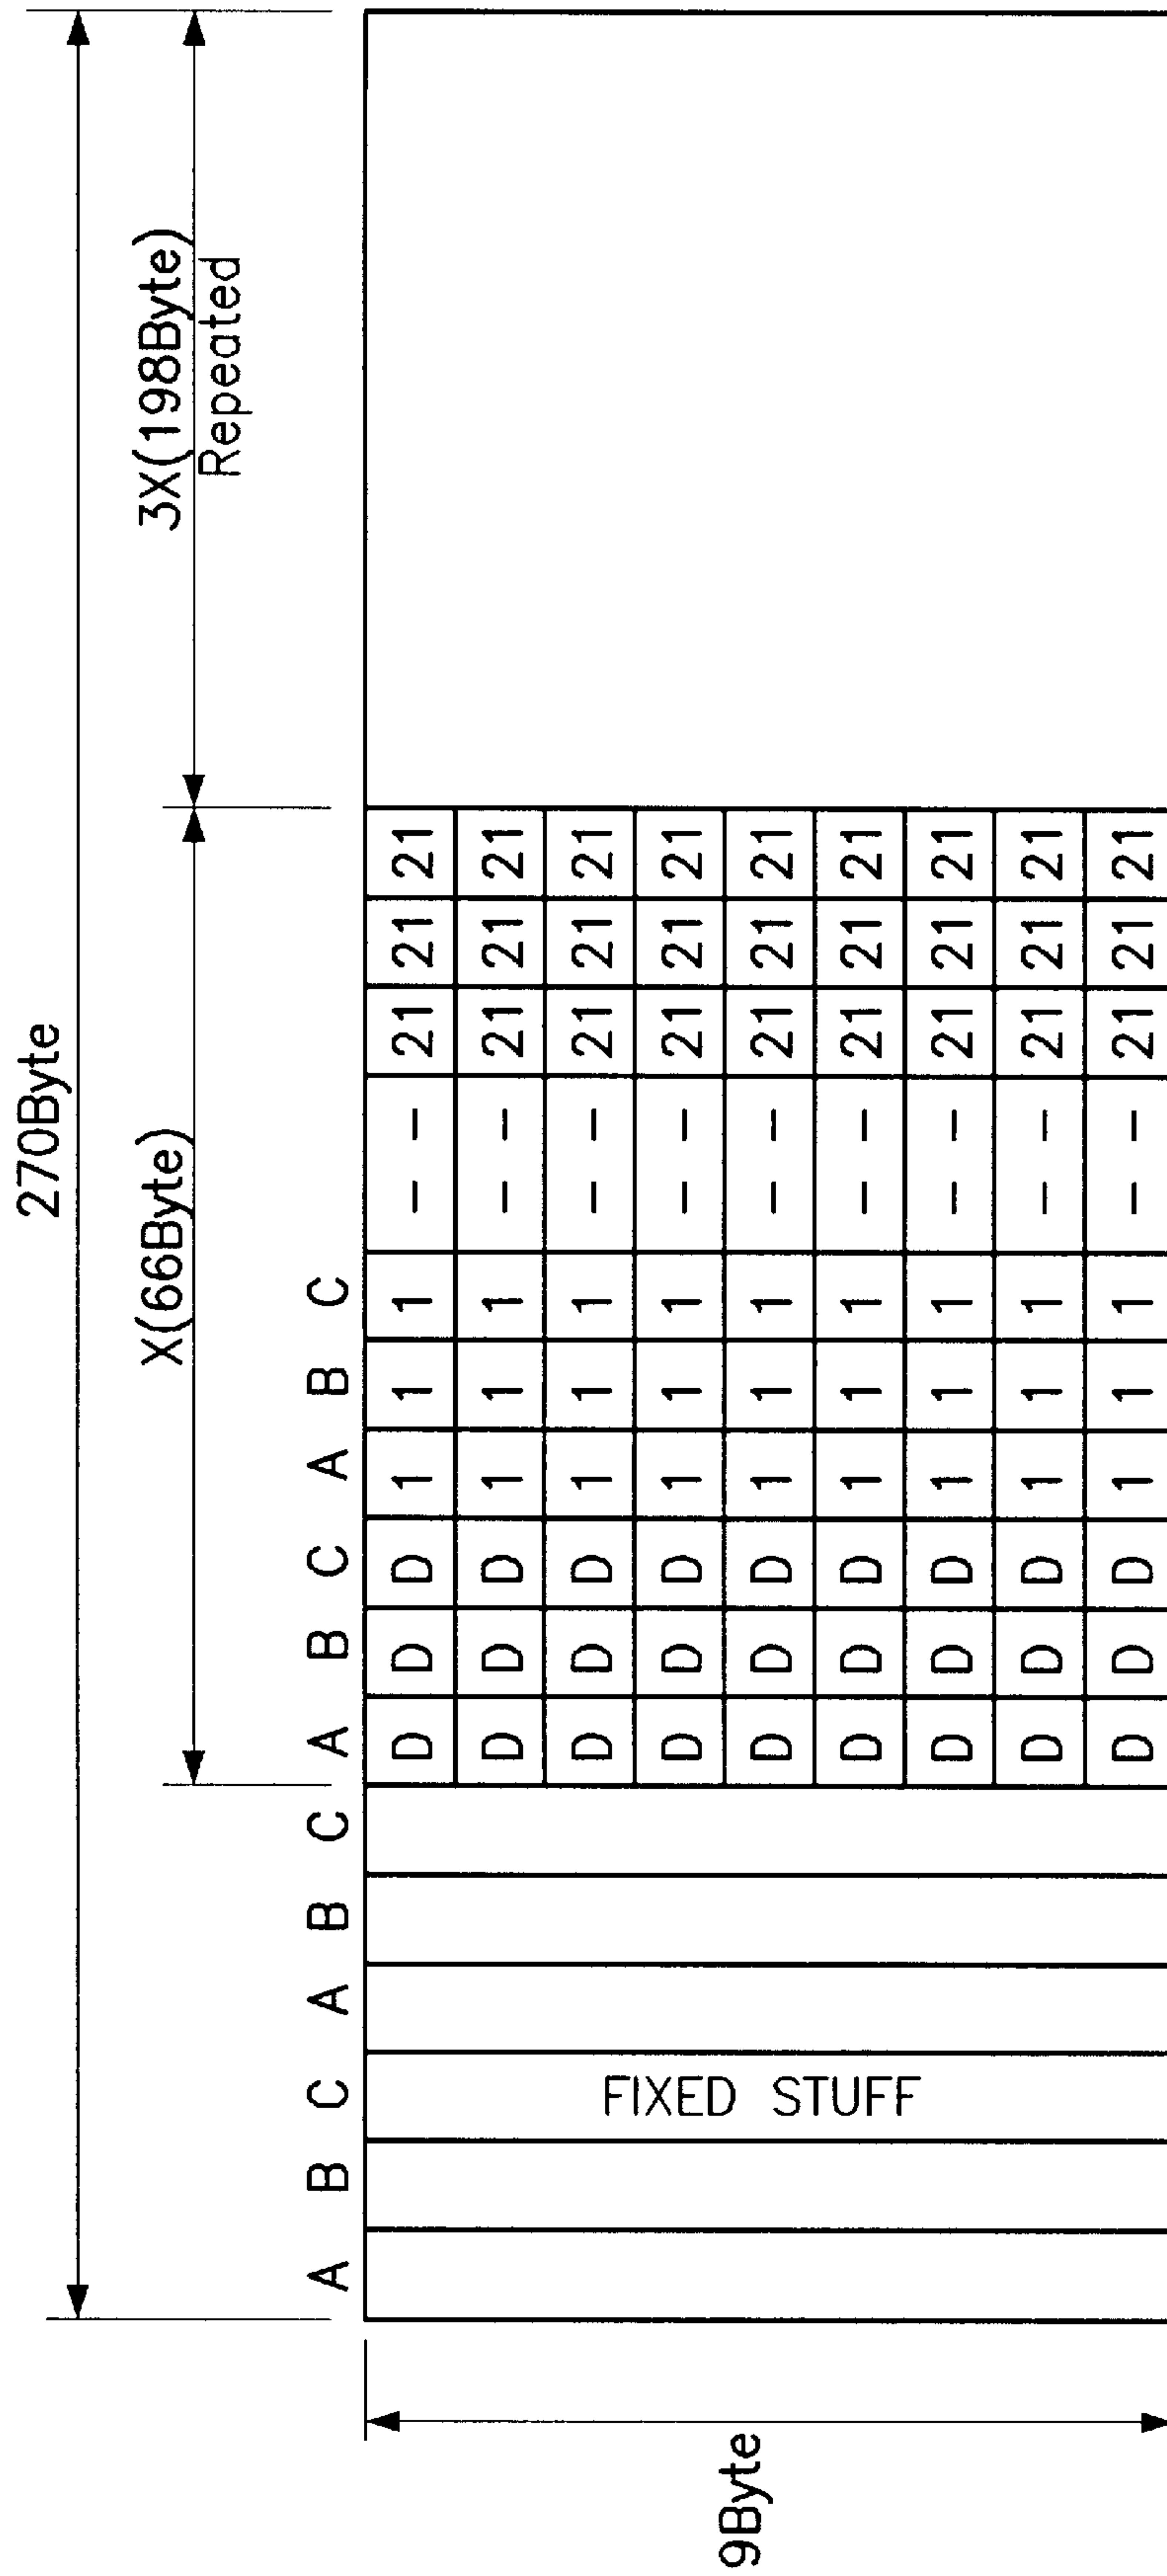 270Byte
X(66Byte) 3X(198Byte)
Repeated
A B C A B C A B C A B C
D D D 1 1 1 - - 21 21 21
D D D 1 1 1 - - 21 21 21
D D D 1 1 1 - - 21 21 21
D D D 1 1 1 - - 21 21 21
D D D 1 1 1 - - 21 21 21
D D D 1 1 1 - - 21 21 21
D D D 1 1 1 - - 21 21 21
D D D 1 1 1 - - 21 21 21
D D D 1 1 1 - - 21 21 21
FIXED STUFF
9Byte